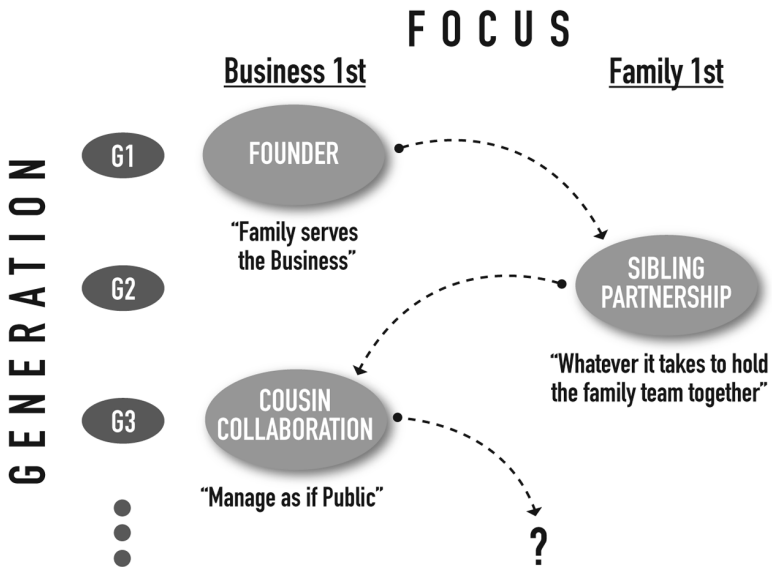 FOCUS
Business 1st
Family 1st
GENERATION
G1
FOUNDER
“Family serves
the Business”
G2
SIBLING
PARTNERSHIP
“Whatever it takes to hold
the family team together”
G3
COUSIN
COLLABORATION
“Manage as if Public”
?